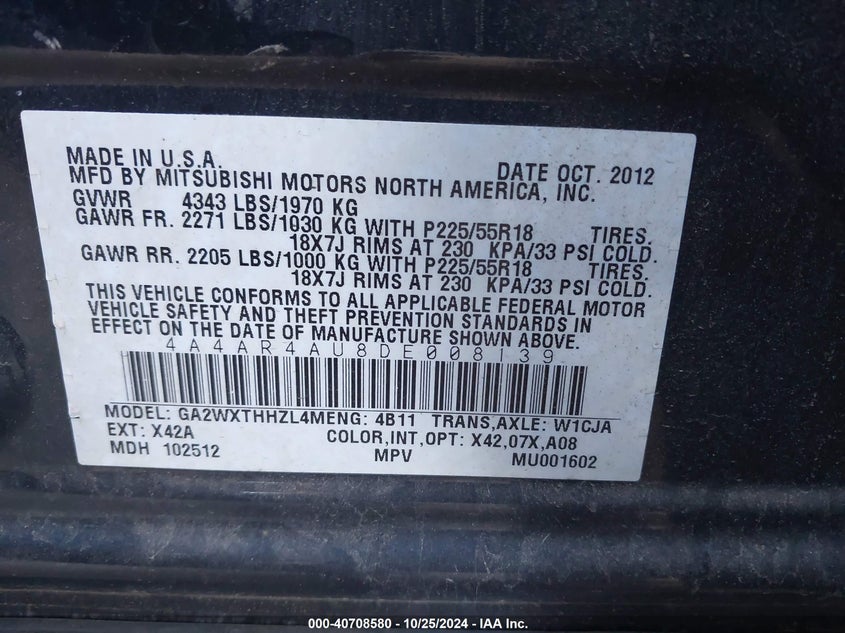 MADE IN U.S.A. DATE OCT. 2012
MFD BY MITSUBISHI MOTORS NORTH AMERICA, INC.
GVWR 4343 LBS/1970 KG
GAWR FR. 2271 LBS/1030 KG WITH P225/55R18 TIRES.
18X7J RIMS AT 230 KPA/33 PSI COLD.
GAWR RR. 2205 LBS/1000 KG WITH P225/55R18 TIRES.
18X7J RIMS AT 230 KPA/33 PSI COLD.
THIS VEHICLE CONFORMS TO ALL APPLICABLE FEDERAL MOTOR
VEHICLE SAFETY AND THEFT PREVENTION STANDARDS IN
EFFECT ON THE DATE OF MANUFACTURE SHOWN ABOVE.
4A4AR4AU8DE008139
MODEL: GA2WXTHHZL4MENG: 4B11 TRANS,AXLE: W1CJA
EXT: X42A COLOR,INT,OPT: X42,07X,A08
MDH 102512 MPV MU001602
000-40708580 - 10/25/2024 - IAA Inc.